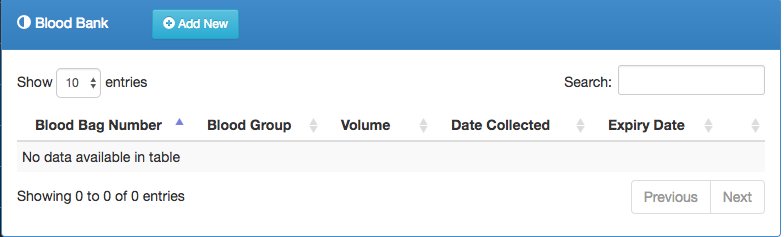 Blood Bank Add New
Show 10 entries Search:
Blood Bag Number Blood Group Volume Date Collected Expiry Date
No data available in table
Showing 0 to 0 of 0 entries Previous Next